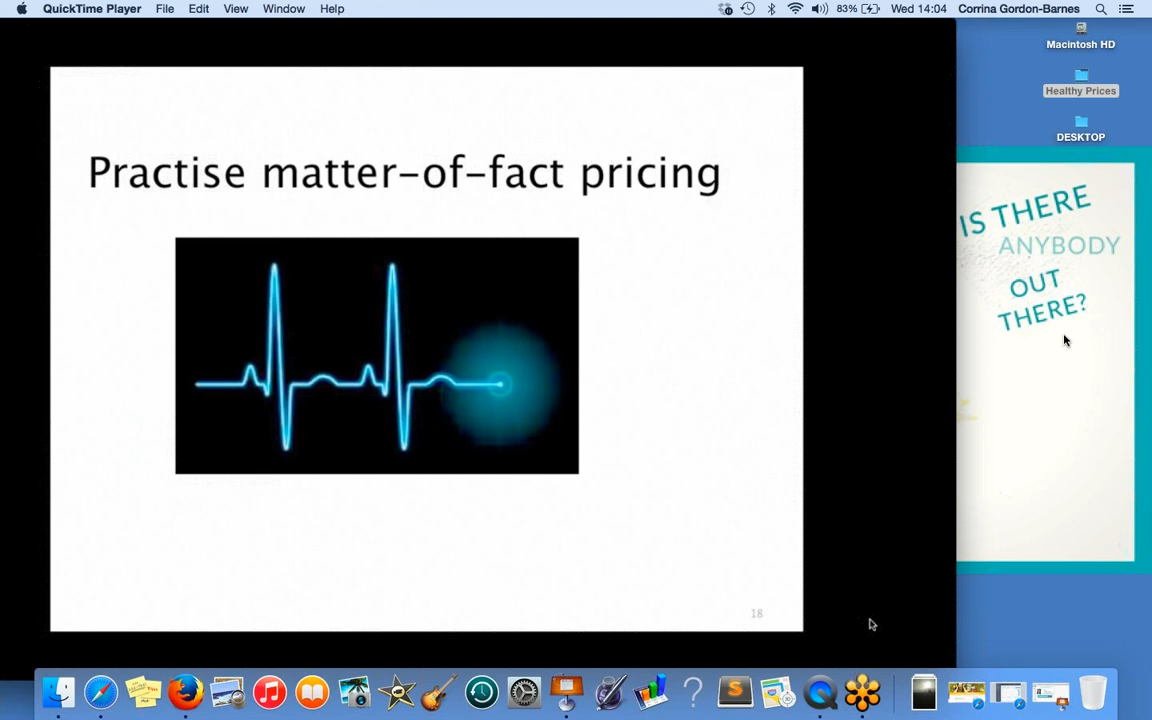 QuickTime Player File Edit View Window Help 83% Wed 14:04 Corrina Gordon-Barnes
Macintosh HD
Healthy Prices
DESKTOP
Practise matter-of-fact pricing
18
IS THERE
ANYBODY
OUT
THERE?